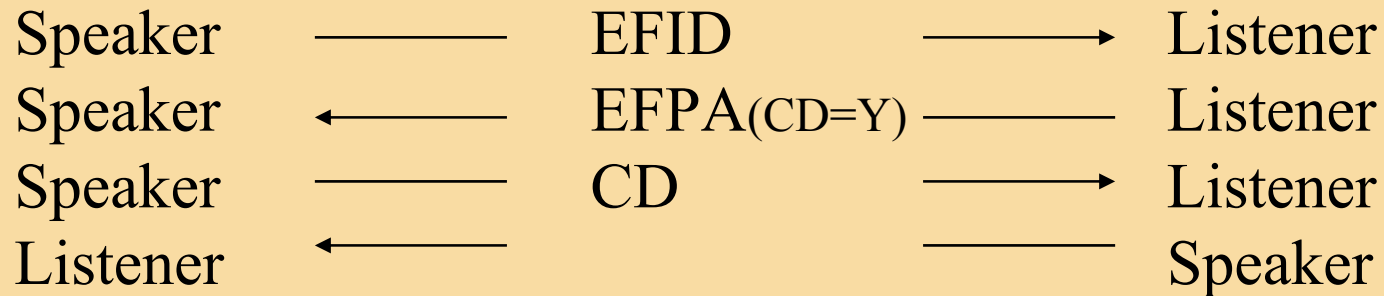 Speaker EFID Listener
Speaker EFPA(CD=Y) Listener
Speaker CD Listener
Listener Speaker